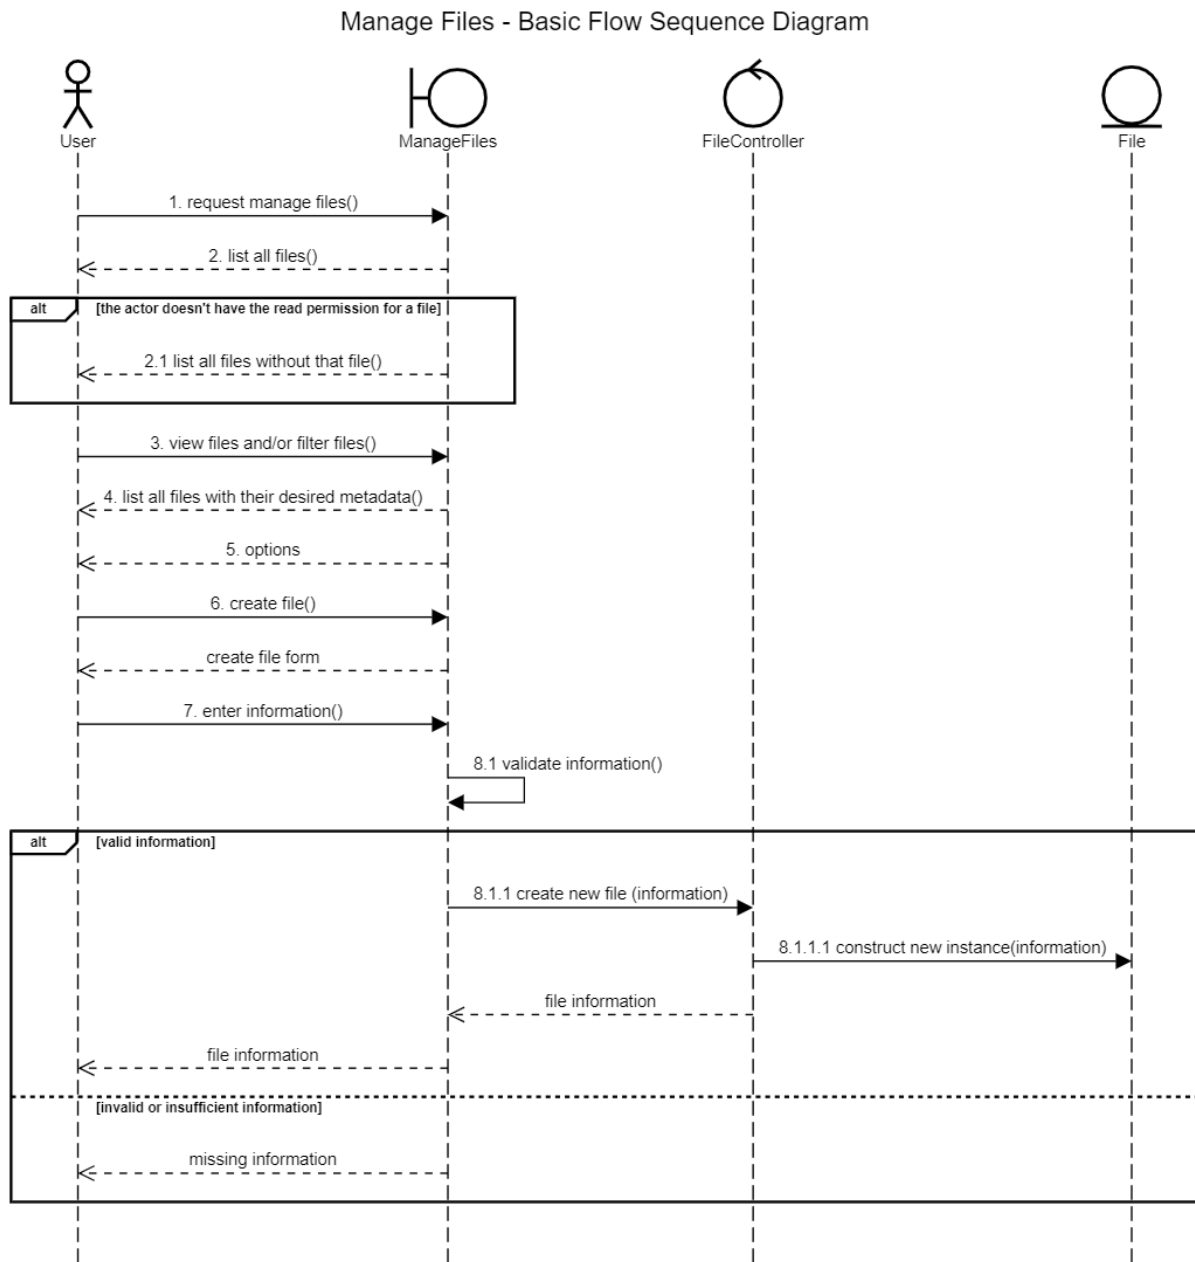 Manage Files - Basic Flow Sequence Diagram
User
ManageFiles
FileController
File
1. request manage files()
2. list all files()
alt
[the actor doesn't have the read permission for a file]
2.1 list all files without that file()
3. view files and/or filter files()
4. list all files with their desired metadata()
5. options
6. create file()
create file form
7. enter information()
8.1 validate information()
alt
[valid information]
8.1.1 create new file (information)
8.1.1.1 construct new instance(information)
file information
file information
[invalid or insufficient information]
missing information